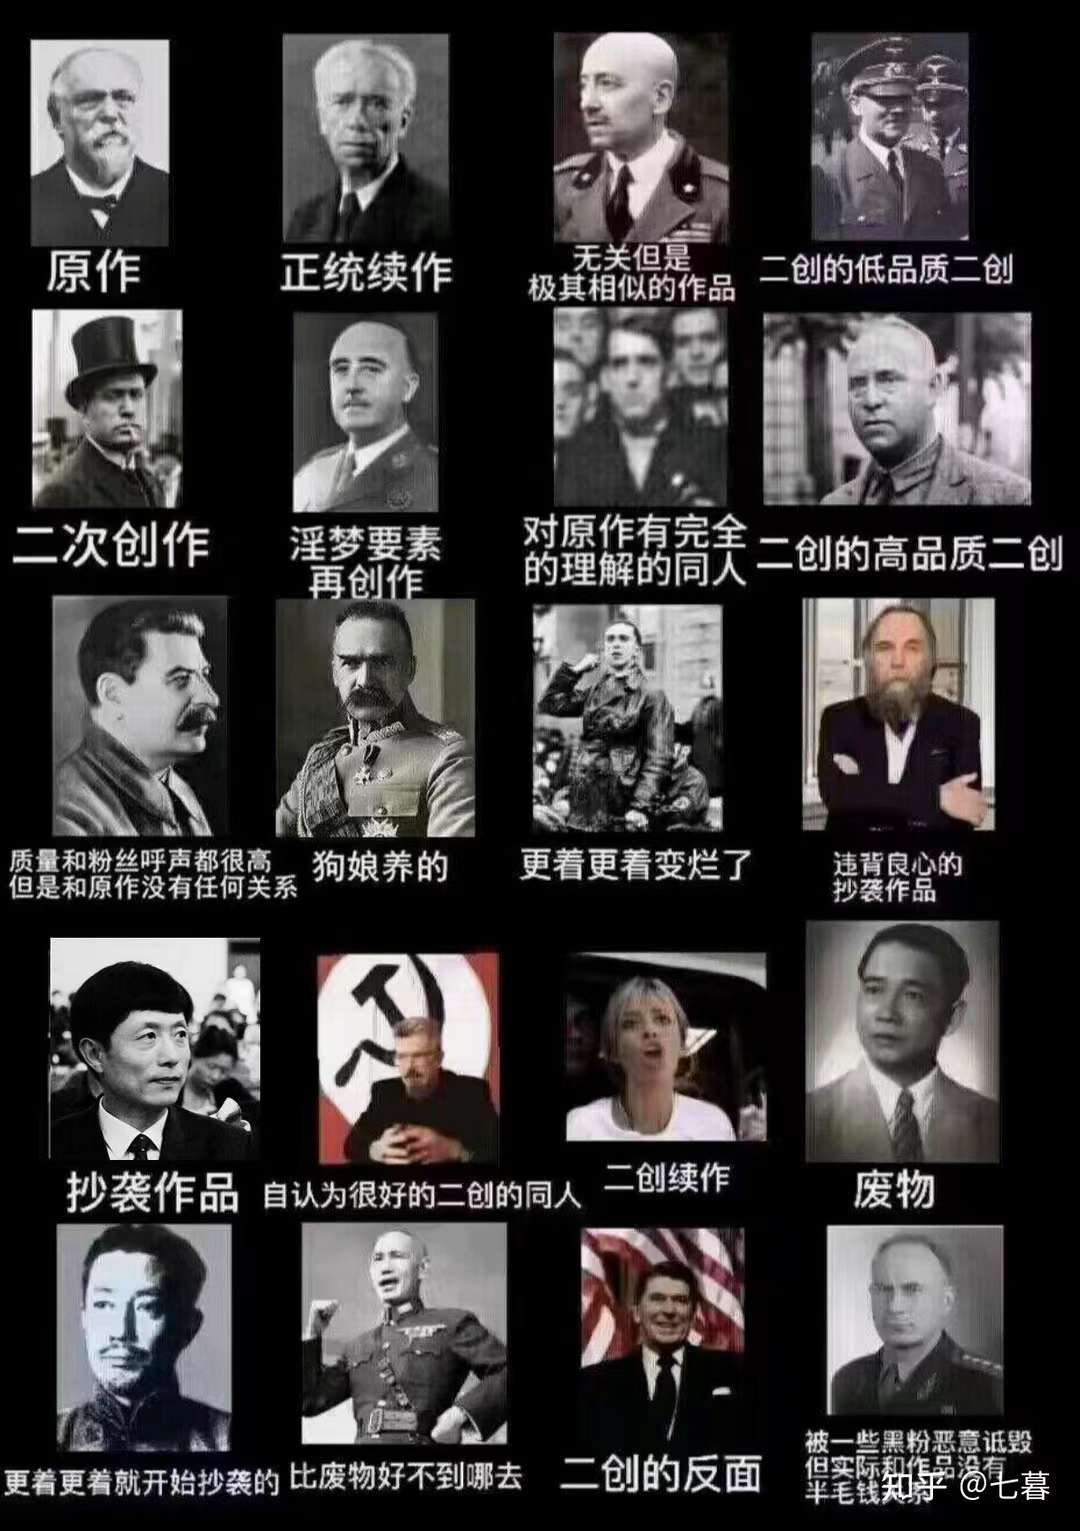 原作
正统续作
无关但是
极其相似的作品
二创的低品质二创
二次创作
淫梦要素
再创作
对原作有完全
的理解的同人
二创的高品质二创
质量和粉丝呼声都很高
但是和原作没有任何关系
狗娘养的
更着更着变烂了
违背良心的
抄袭作品
抄袭作品
自认为很好的二创的同人
二创续作
废物
更着更着就开始抄袭的
比废物好不到哪去
二创的反面
被一些黑粉恶意诋毁
但实际和作品没有
半毛钱关系
知乎 @七暮